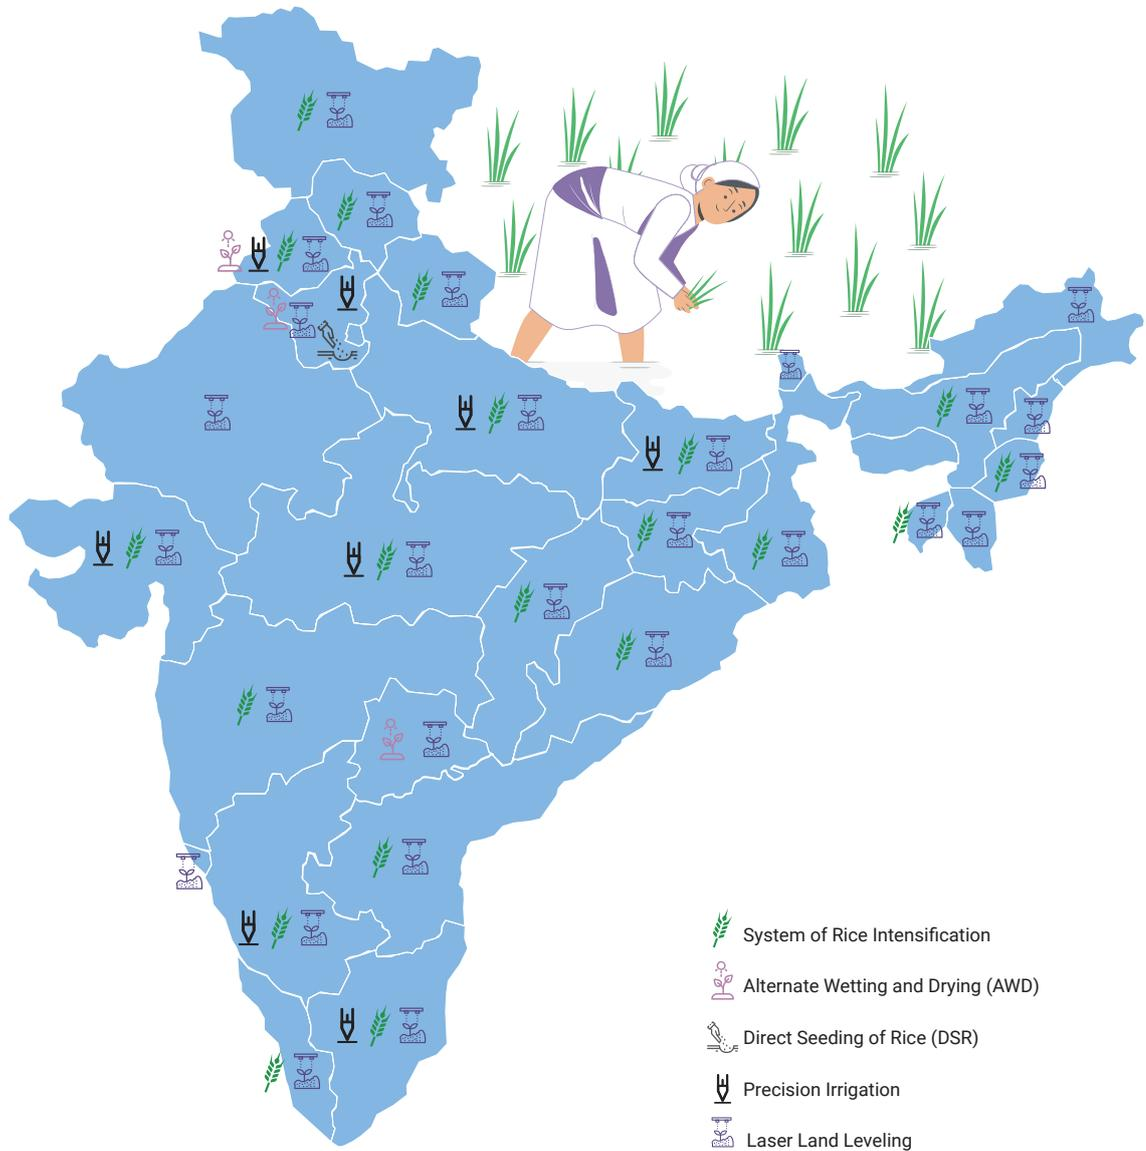 System of Rice Intensification
Alternate Wetting and Drying (AWD)
Direct Seeding of Rice (DSR)
Precision Irrigation
Laser Land Leveling